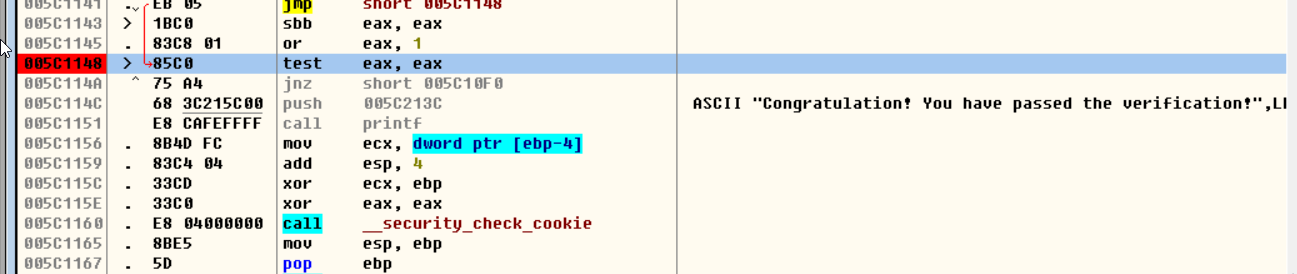 005C1141 . EB 05 jmp short 005C1148
005C1143 > 1BC0 sbb eax, eax
005C1145 . 83C8 01 or eax, 1
005C1148 > 85C0 test eax, eax
005C114A ^ 75 A4 jnz short 005C10F0
005C114C 68 3C215C00 push 005C213C ASCII "Congratulation! You have passed the verification!",L
005C1151 E8 CAFEFFFF call printf
005C1156 . 8B4D FC mov ecx, dword ptr [ebp-4]
005C1159 . 83C4 04 add esp, 4
005C115C . 33CD xor ecx, ebp
005C115E . 33C0 xor eax, eax
005C1160 . E8 04000000 call __security_check_cookie
005C1165 . 8BE5 mov esp, ebp
005C1167 . 5D pop ebp